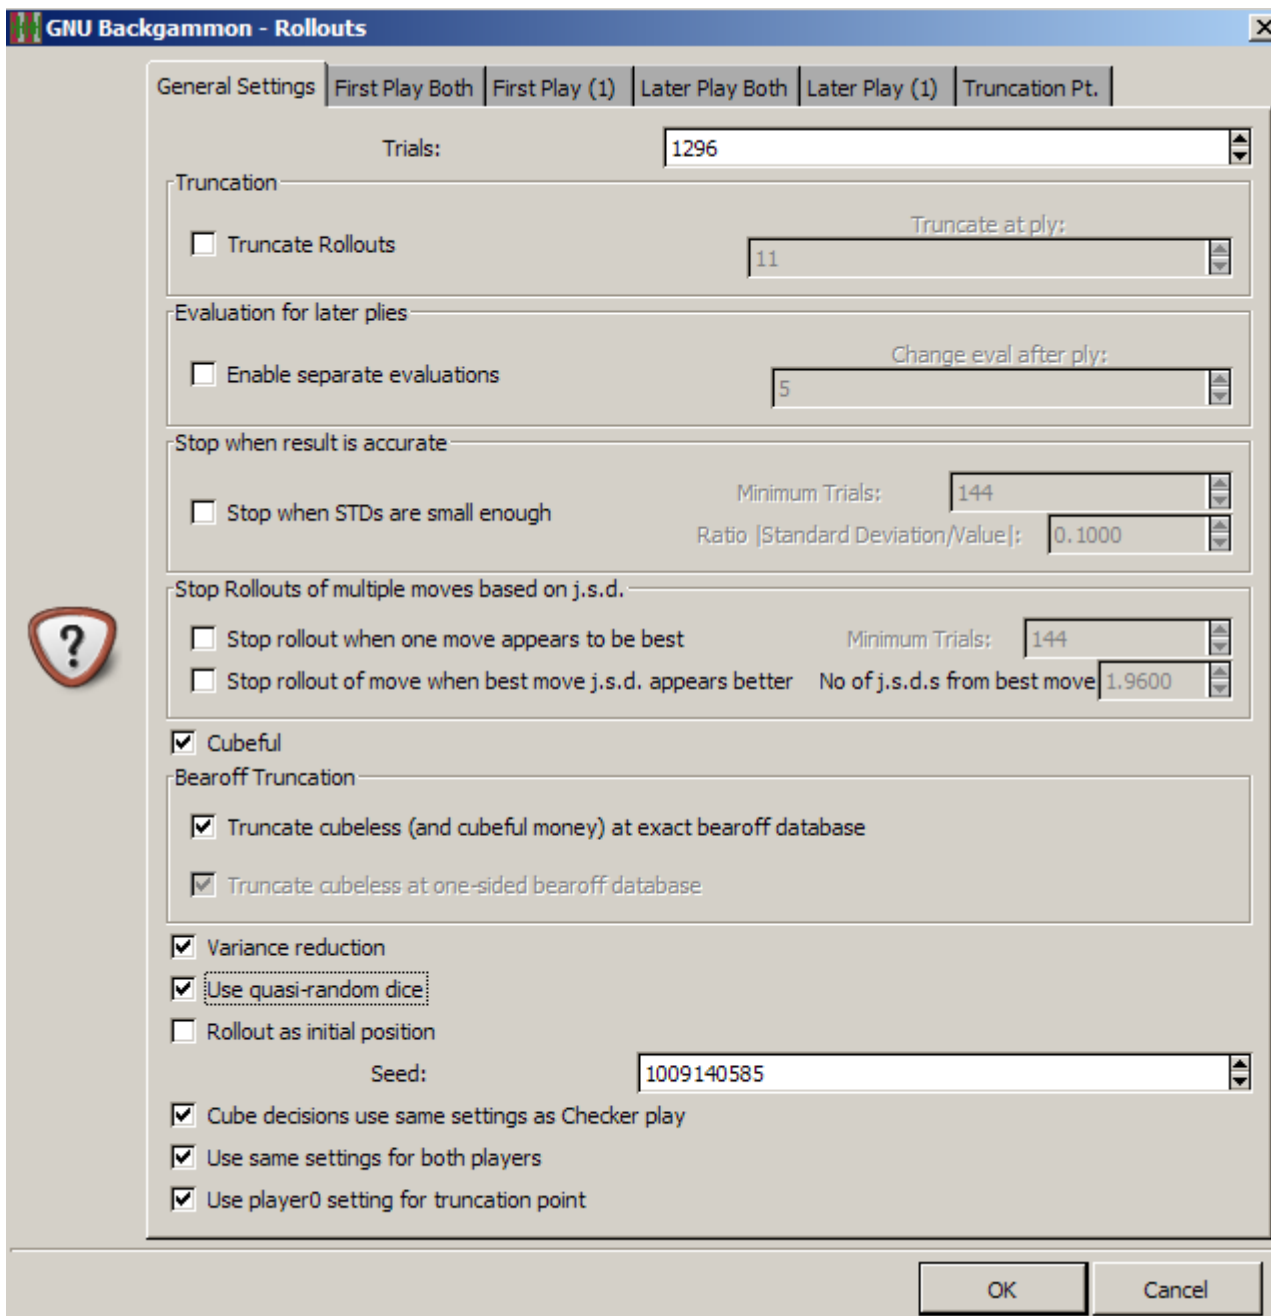 GNU Backgammon - Rollouts
General Settings First Play Both First Play (1) Later Play Both Later Play (1) Truncation Pt.
Trials: 1296
Truncation
Truncate at ply:
Truncate Rollouts 11
Evaluation for later plies
Change eval after ply:
Enable separate evaluations 5
Stop when result is accurate
Minimum Trials: 144
Stop when STDs are small enough
Ratio |Standard Deviation/Value|: 0.1000
Stop Rollouts of multiple moves based on j.s.d.
Stop rollout when one move appears to be best Minimum Trials: 144
Stop rollout of move when best move j.s.d. appears better No of j.s.d.s from best move 1.9600
Cubeful
Bearoff Truncation
Truncate cubeless (and cubeful money) at exact bearoff database
Truncate cubeless at one-sided bearoff database
Variance reduction
Use quasi-random dice
Rollout as initial position
Seed: 1009140585
Cube decisions use same settings as Checker play
Use same settings for both players
Use player0 setting for truncation point
OK Cancel